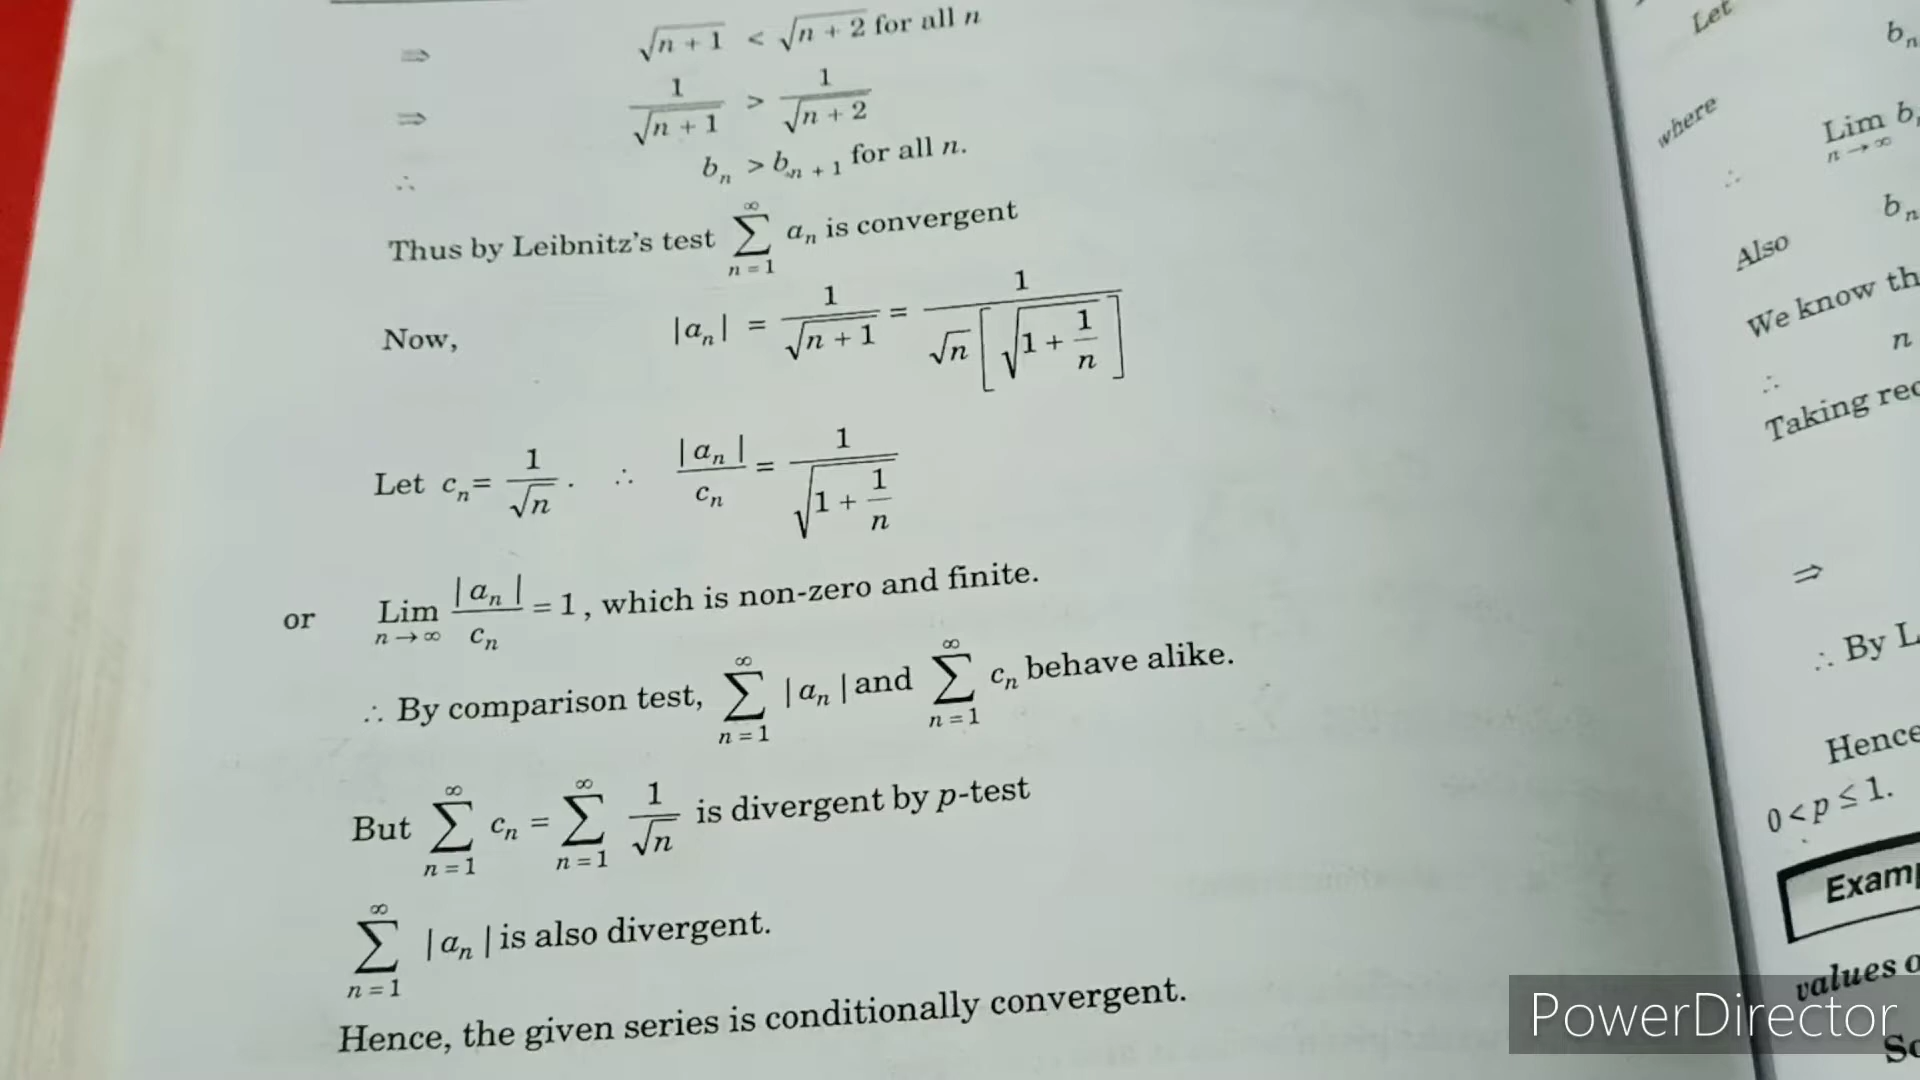 ⇒ √(n + 1) < √(n + 2) for all n
⇒ 1/√(n + 1) > 1/√(n + 2)
∴ bₙ > bₙ ₊ ₁ for all n.
Thus by Leibnitz's test ∑_{n = 1}^{∞} aₙ is convergent
Now, |aₙ| = 1/√(n + 1) = 1/(√n [√(1 + 1/n)])
Let cₙ = 1/√n . ∴ |aₙ|/cₙ = 1/√(1 + 1/n)
or Lim_{n → ∞} |aₙ|/cₙ = 1, which is non-zero and finite.
∴ By comparison test, ∑_{n = 1}^{∞} |aₙ| and ∑_{n = 1}^{∞} cₙ behave alike.
But ∑_{n = 1}^{∞} cₙ = ∑_{n = 1}^{∞} 1/√n is divergent by p-test
∑_{n = 1}^{∞} |aₙ| is also divergent.
Hence, the given series is conditionally convergent.
Let
bₙ
where
∴ Lim_{n → ∞}
Also bₙ
We know
n
∴
Taking
⇒
∴ By
Hence
0 < p ≤ 1.
values
PowerDirector